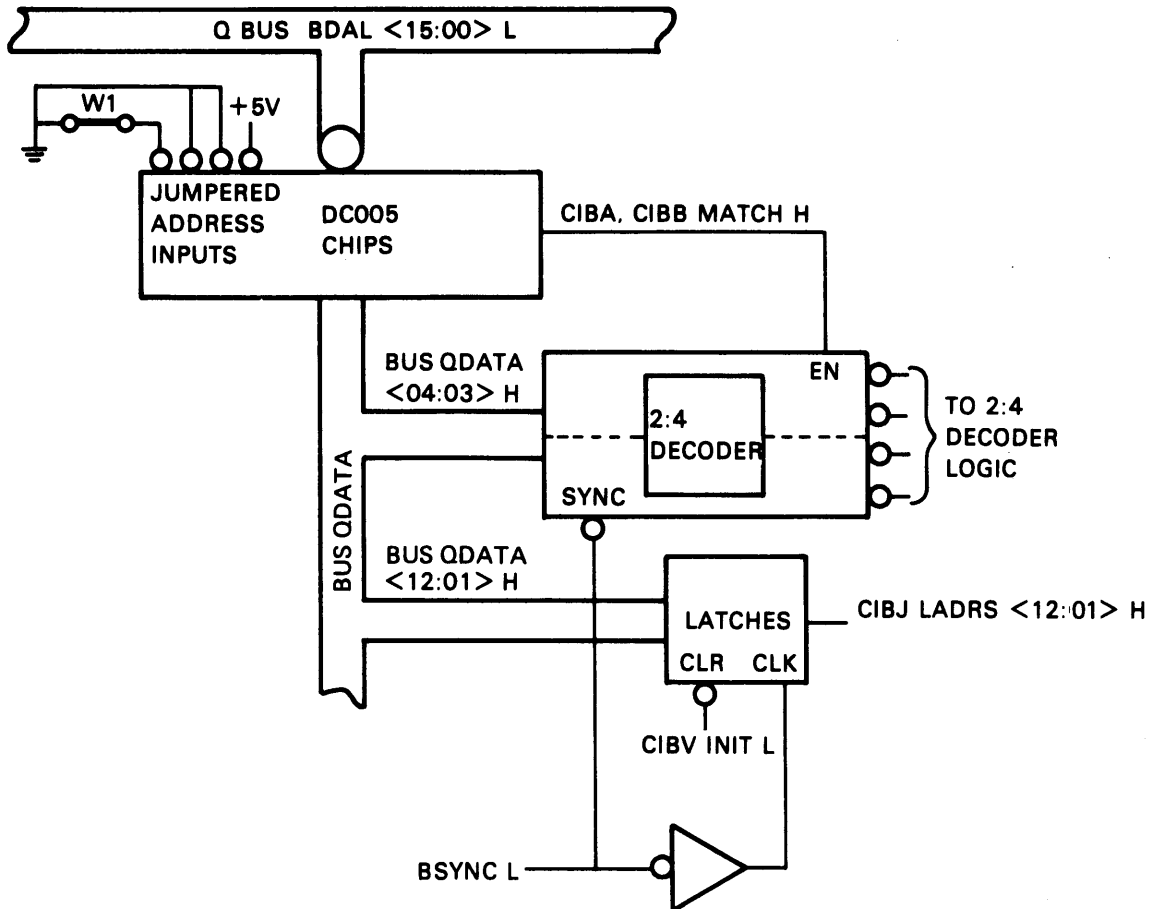 Q BUS BDAL <15:00> L
W1
+5V
JUMPERED
ADDRESS
INPUTS
DC005
CHIPS
CIBA, CIBB MATCH H
BUS QDATA
<04:03> H
EN
2:4
DECODER
SYNC
TO 2:4
DECODER
LOGIC
BUS QDATA
BUS QDATA
<12:01> H
LATCHES
CLR CLK
CIBJ LADRS <12:01> H
CIBV INIT L
BSYNC L